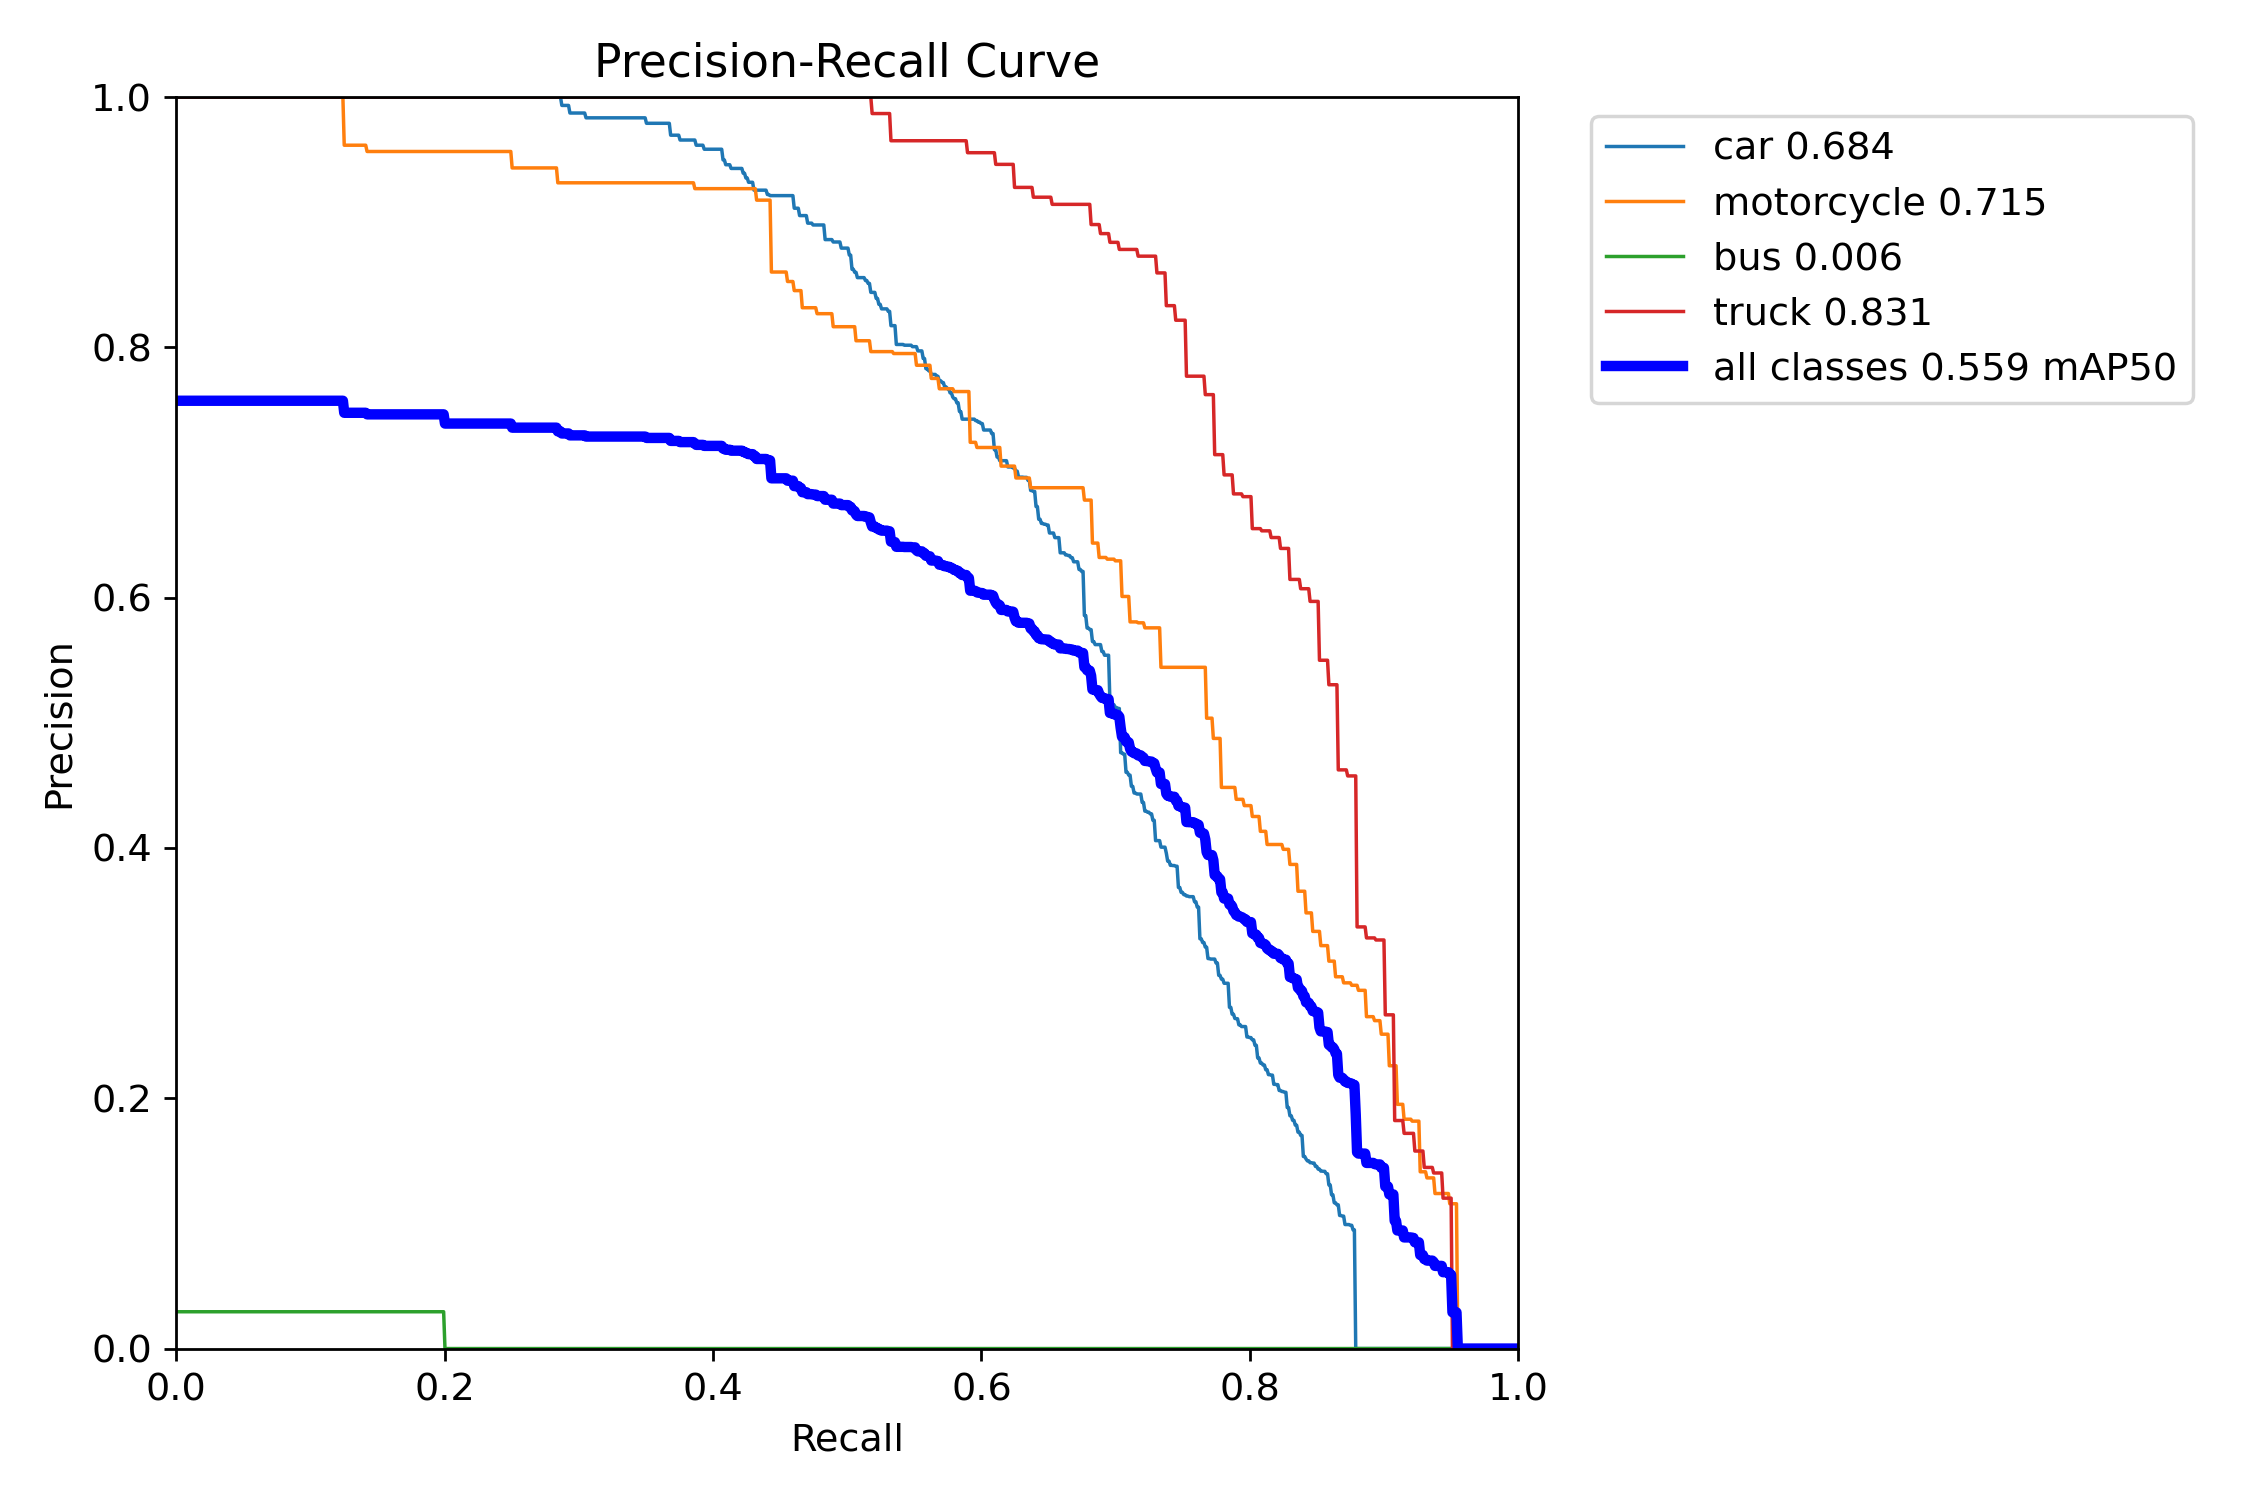 Precision-Recall Curve
1.0
0.8
0.6
0.4
0.2
0.0
Precision
0.0 0.2 0.4 0.6 0.8 1.0
Recall
car 0.684
motorcycle 0.715
bus 0.006
truck 0.831
all classes 0.559 mAP50